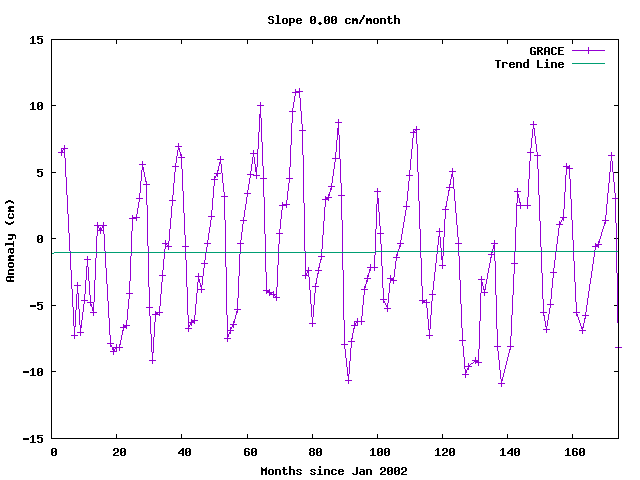 Slope 0.00 cm/month
GRACE
Trend Line
Anomaly (cm)
15
10
5
0
-5
-10
-15
0 20 40 60 80 100 120 140 160
Months since Jan 2002